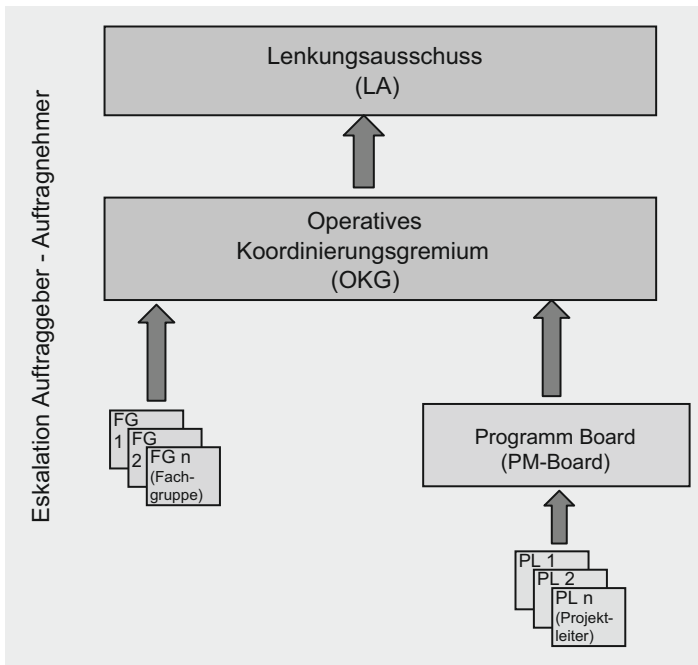 Eskalation Auftraggeber - Auftragnehmer
Lenkungsausschuss
(LA)
Operatives
Koordinierungsgremium
(OKG)
FG
1
FG
2
FG n
(Fach-
gruppe)
Programm Board
(PM-Board)
PL 1
PL 2
PL n
(Projekt-
leiter)